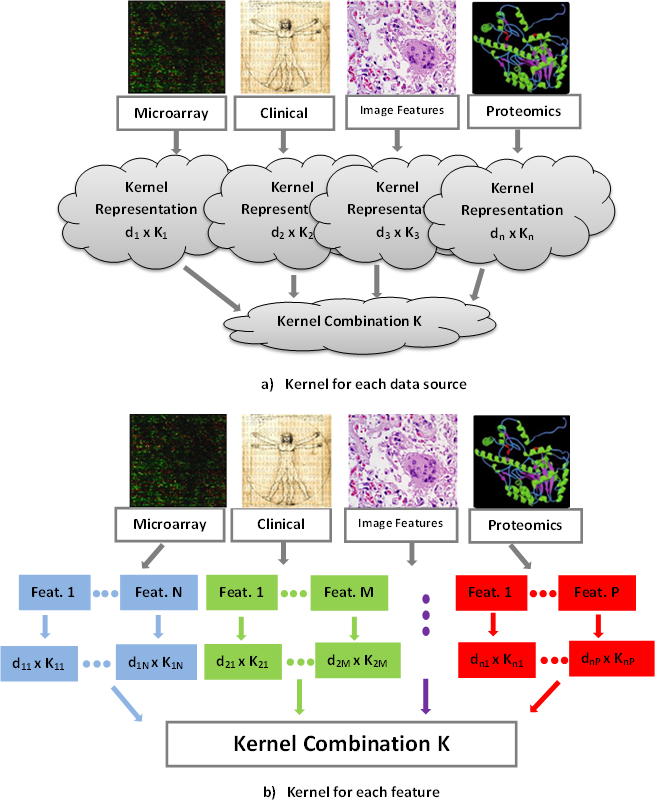 Microarray
Clinical
Image Features
Proteomics
Kernel
Representation
d1 x K1
Kernel
Represent
d2 x K2
Kernel
Representa
d3 x K3
Kernel
Representation
dn x Kn
Kernel Combination K
a) Kernel for each data source
Microarray
Clinical
Image Features
Proteomics
Feat. 1
Feat. N
Feat. 1
Feat. M
Feat. 1
Feat. P
d11 x K11
d1N x K1N
d21 x K21
d2M x K2M
dn1 x Kn1
dnP x KnP
Kernel Combination K
b) Kernel for each feature